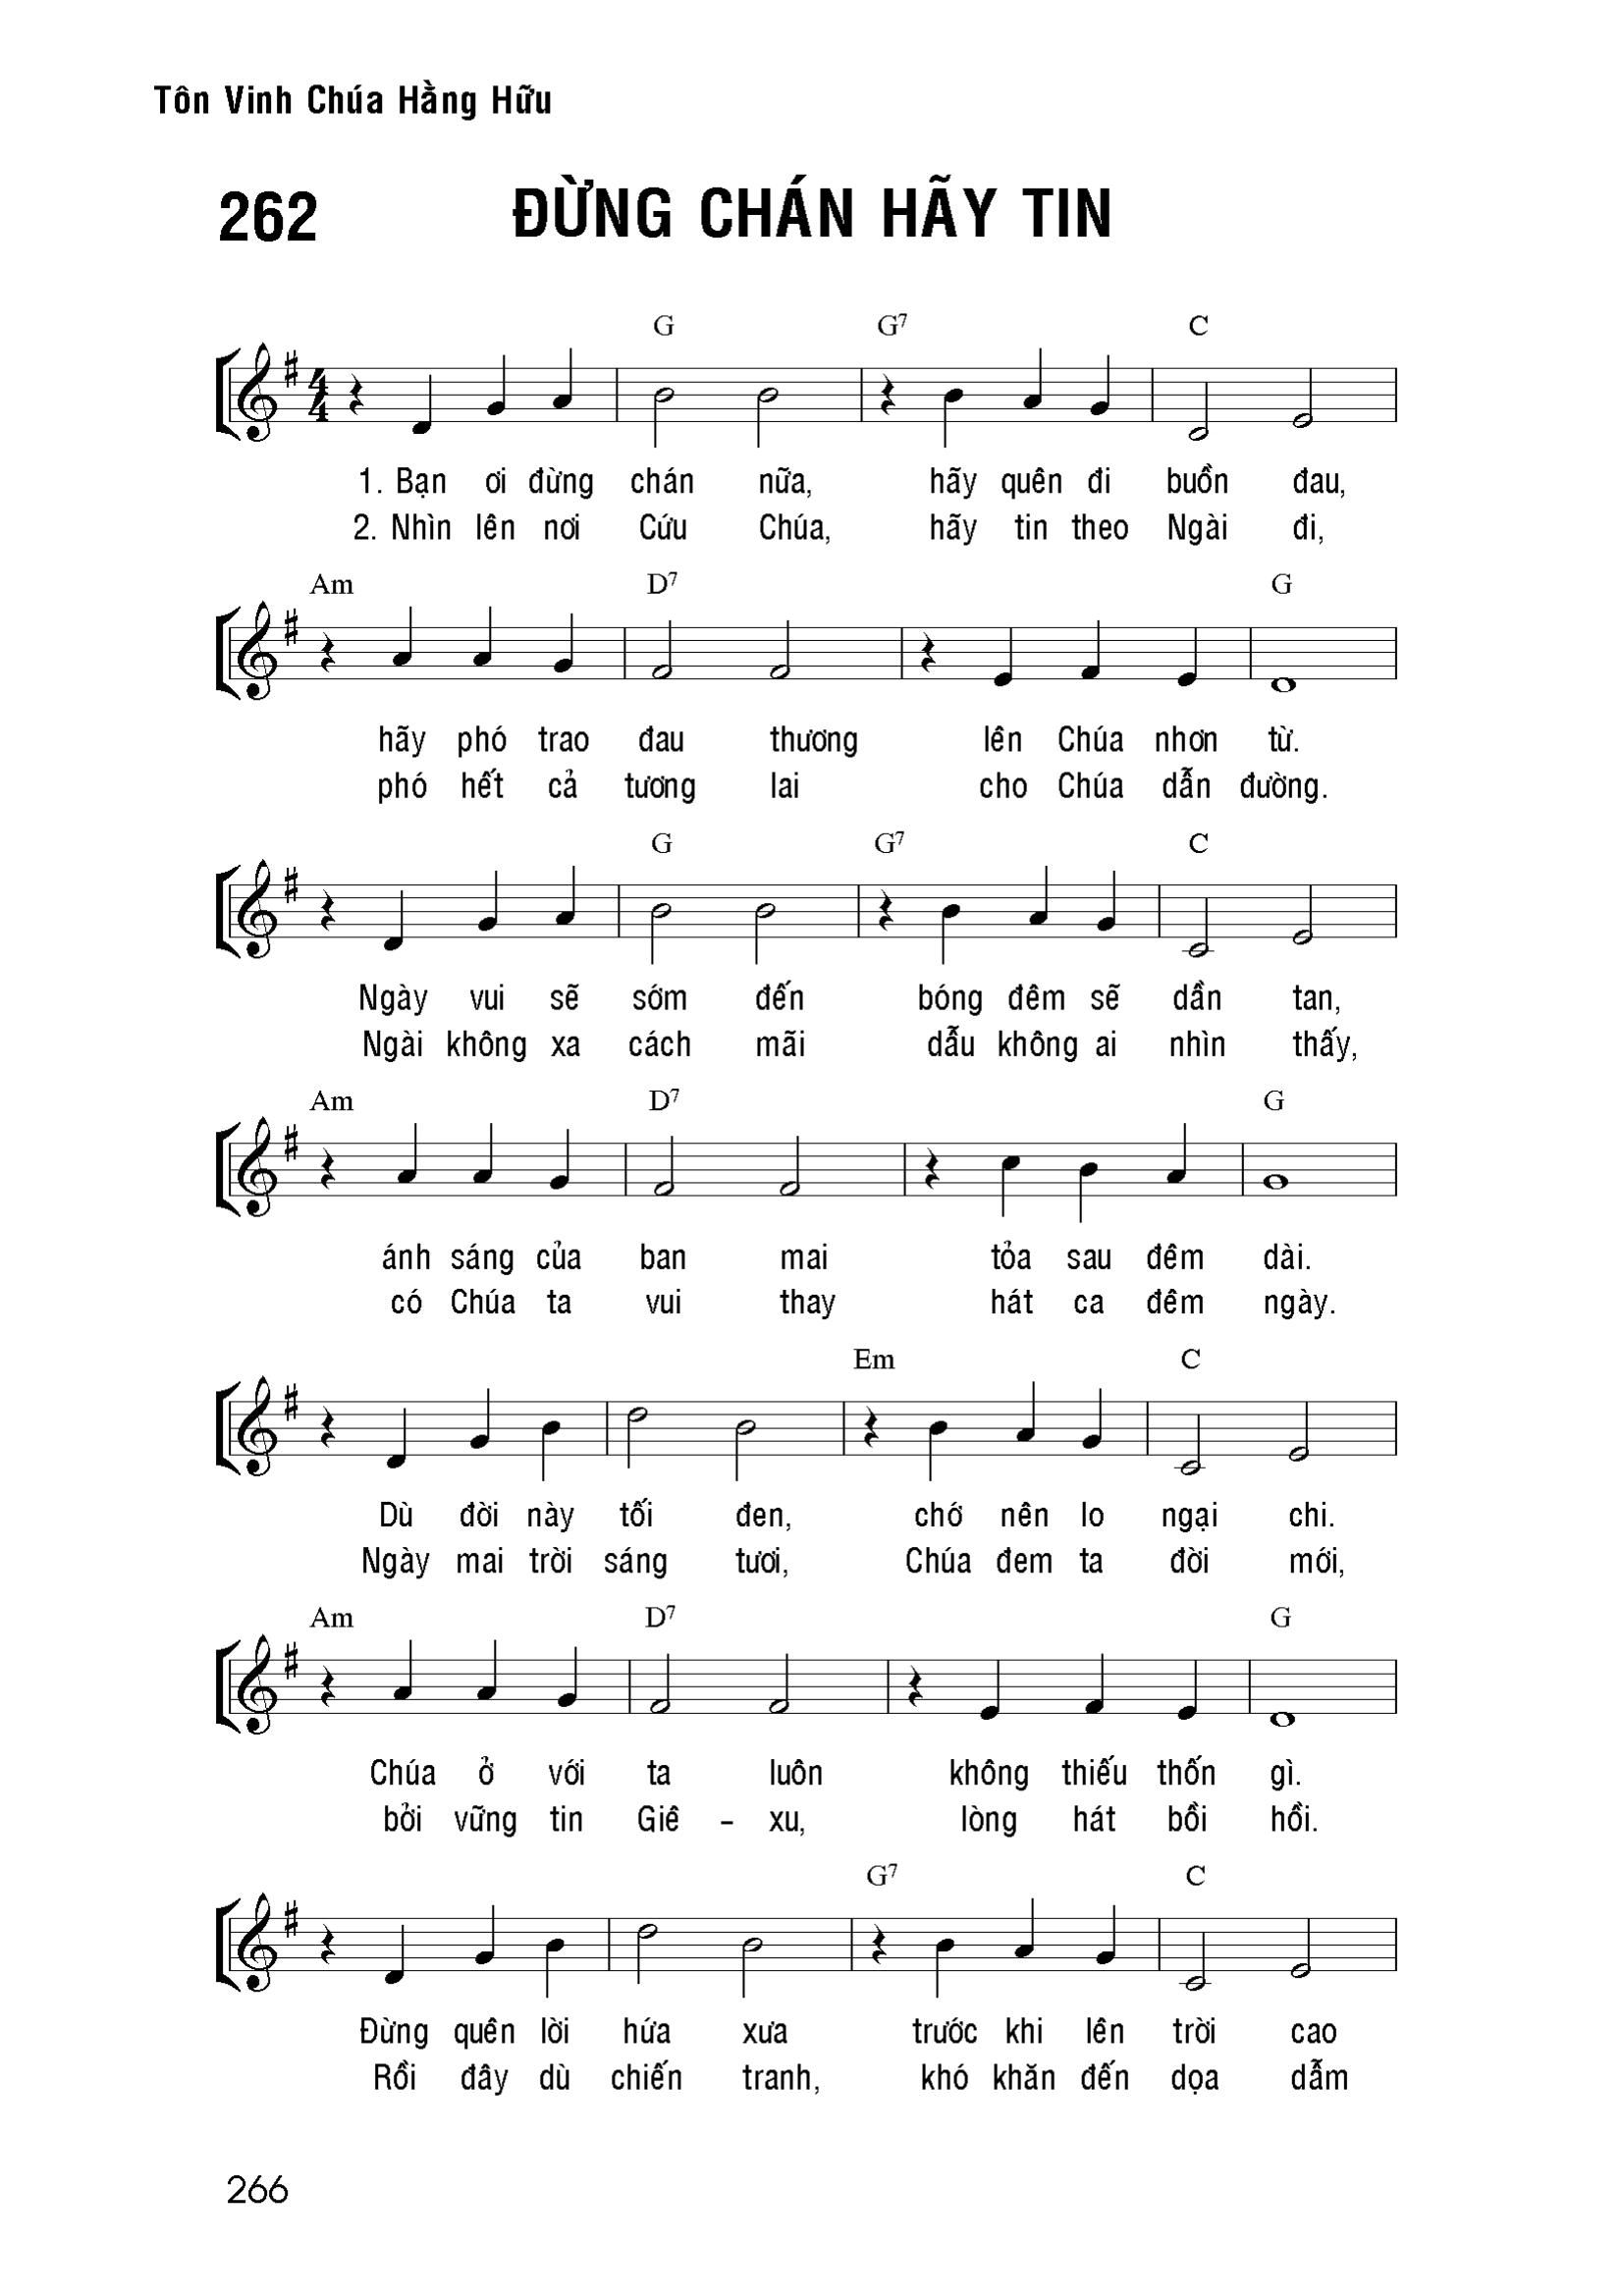 Tôn Vinh Chúa Hằng Hữu
262 ĐỪNG CHÁN HÃY TIN
G G7 C
1. Bạn ơi đừng chán nữa, hãy quên đi buồn đau,
2. Nhìn lên nơi Cứu Chúa, hãy tin theo Ngài đi,
Am D7 G
hãy phó trao đau thương lên Chúa nhơn từ.
phó hết cả tương lai cho Chúa dẫn đường.
G G7 C
Ngày vui sẽ sớm đến bóng đêm sẽ dần tan,
Ngài không xa cách mãi dẫu không ai nhìn thấy,
Am D7 G
ánh sáng của ban mai tỏa sau đêm dài.
có Chúa ta vui thay hát ca đêm ngày.
Em C
Dù đời này tối đen, chớ nên lo ngại chi.
Ngày mai trời sáng tươi, Chúa đem ta đời mới,
Am D7 G
Chúa ở với ta luôn không thiếu thốn gì.
bởi vững tin Giê – xu, lòng hát bồi hồi.
G7 C
Đừng quên lời hứa xưa trước khi lên trời cao
Rồi đây dù chiến tranh, khó khăn đến dọa dẫm
266